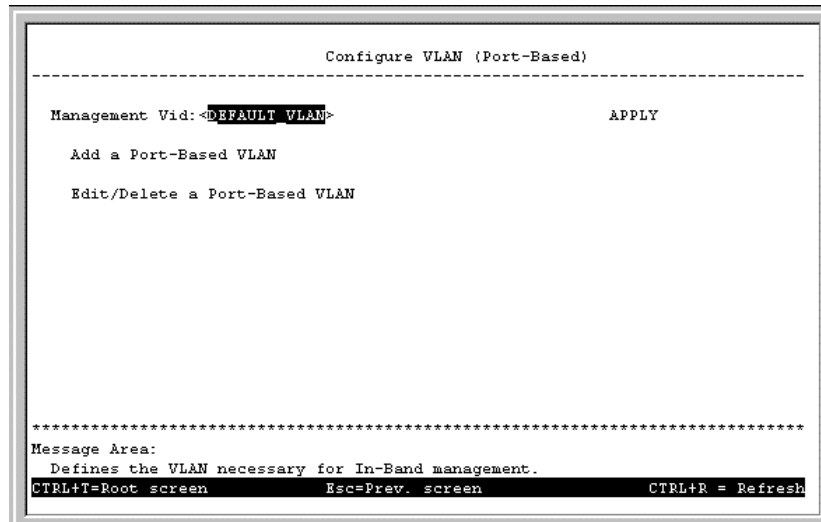 Configure VLAN (Port-Based)
--------------------------------------------------------------------------------
Management Vid:<DEFAULT_VLAN> APPLY
Add a Port-Based VLAN
Edit/Delete a Port-Based VLAN
********************************************************************************
Message Area:
Defines the VLAN necessary for In-Band management.
CTRL+T=Root screen Esc=Prev. screen CTRL+R = Refresh